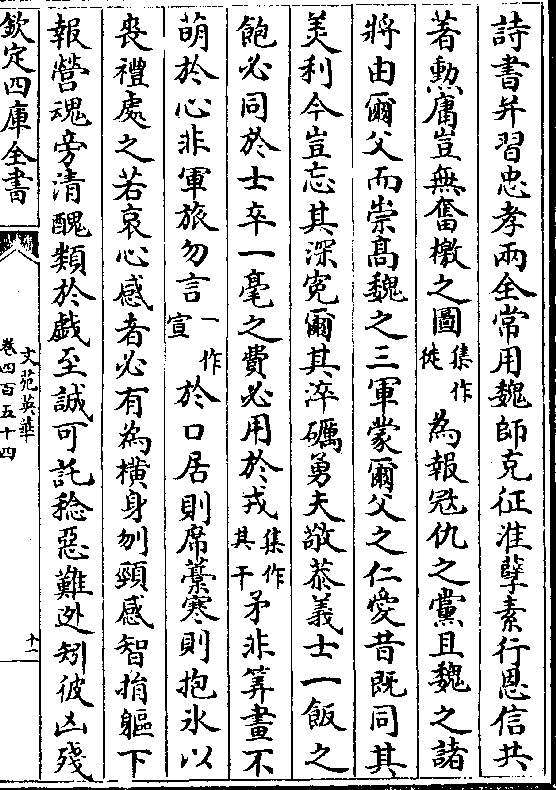 詩書并習忠孝兩全常用魏師克征淮孽素行恩信共
著勲庸豈無奮檄之圖集作徙為報冦仇之黨且魏之諸
將由爾父而崇髙魏之三軍蒙爾父之仁愛昔既同其
美利今豈忘其深寃爾其淬礪勇夫敬恭義士一飯之
飽必同於士卒一毫之費必用於戎集作其干矛非筭畫不
萌於心非軍旅勿言一作宣於口居則席藁寒則抱氷以
喪禮處之若哀心感者必有為横身刎頸感智捐軀下
報營魂旁清醜類於戲至誠可託稔惡難逃矧彼凶殘
欽定四庫全書
文苑英華
卷四百五十四
十一